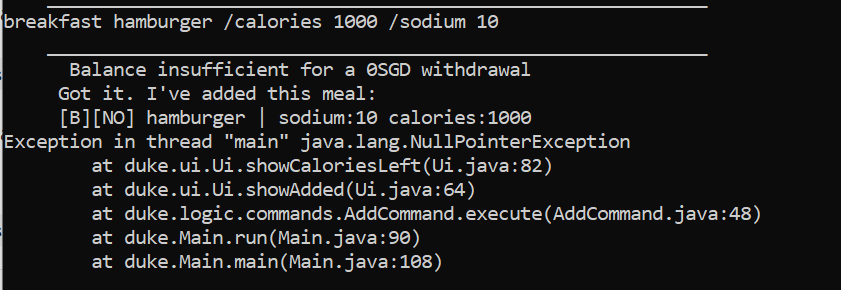 breakfast hamburger /calories 1000 /sodium 10
Balance insufficient for a 0SGD withdrawal
Got it. I've added this meal:
[B][NO] hamburger | sodium:10 calories:1000
Exception in thread "main" java.lang.NullPointerException
at duke.ui.Ui.showCaloriesLeft(Ui.java:82)
at duke.ui.Ui.showAdded(Ui.java:64)
at duke.logic.commands.AddCommand.execute(AddCommand.java:48)
at duke.Main.run(Main.java:90)
at duke.Main.main(Main.java:108)